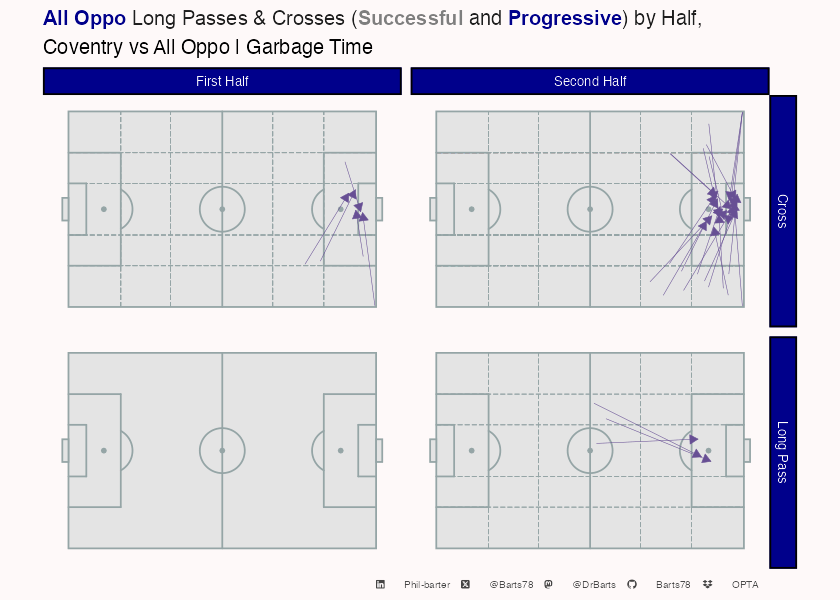 All Oppo Long Passes & Crosses (Successful and Progressive) by Half,
Coventry vs All Oppo I Garbage Time
First Half
Second Half
Cross
Long Pass
Phil-barter @Barts78 @DrBarts Barts78 OPTA